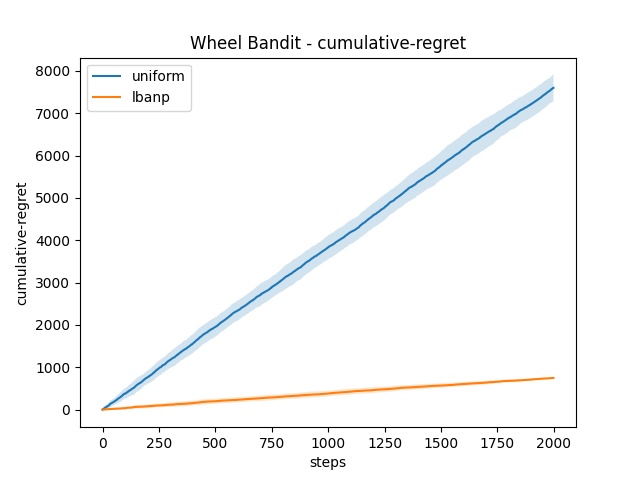 Wheel Bandit - cumulative-regret
uniform
lbanp
8000
7000
6000
5000
4000
3000
2000
1000
0
cumulative-regret
0 250 500 750 1000 1250 1500 1750 2000
steps